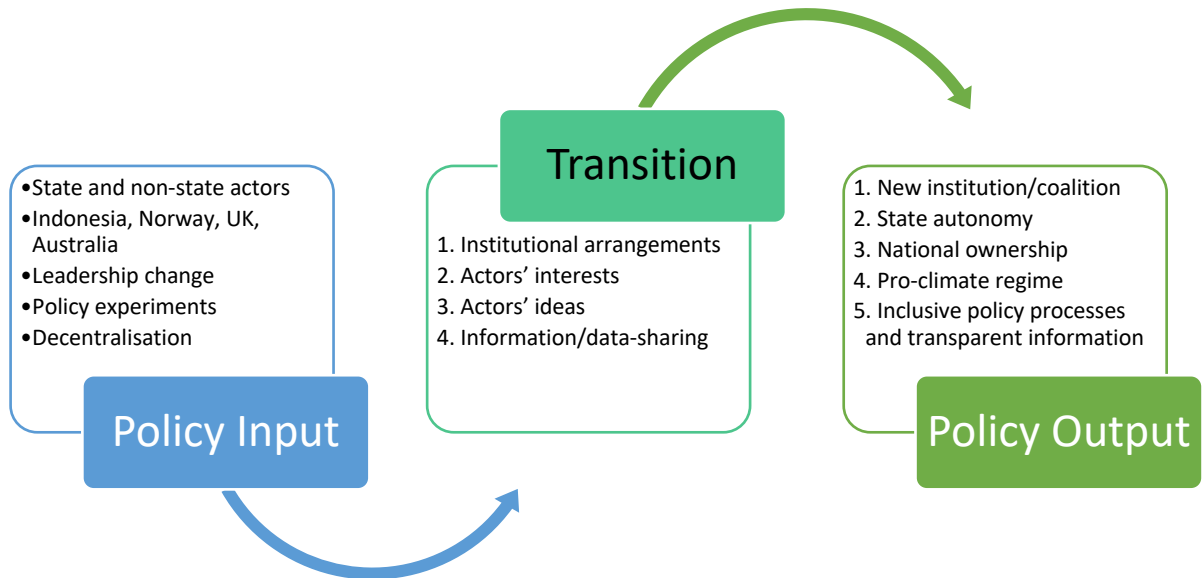 •State and non-state actors
•Indonesia, Norway, UK,
Australia
•Leadership change
•Policy experiments
•Decentralisation
Policy Input
Transition
1. Institutional arrangements
2. Actors’ interests
3. Actors’ ideas
4. Information/data-sharing
1. New institution/coalition
2. State autonomy
3. National ownership
4. Pro-climate regime
5. Inclusive policy processes
and transparent information
Policy Output